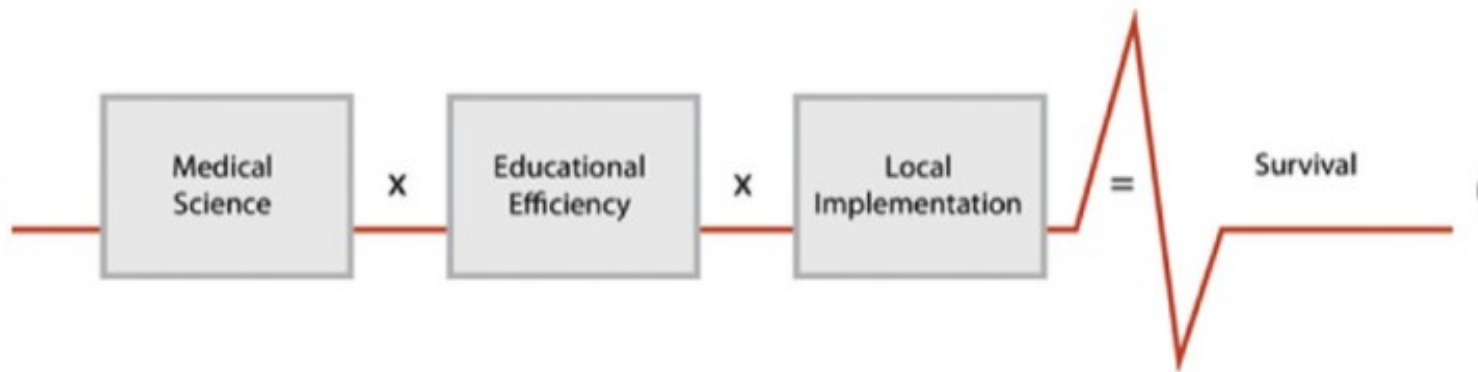 Medical
Science
x
Educational
Efficiency
x
Local
Implementation
=
Survival